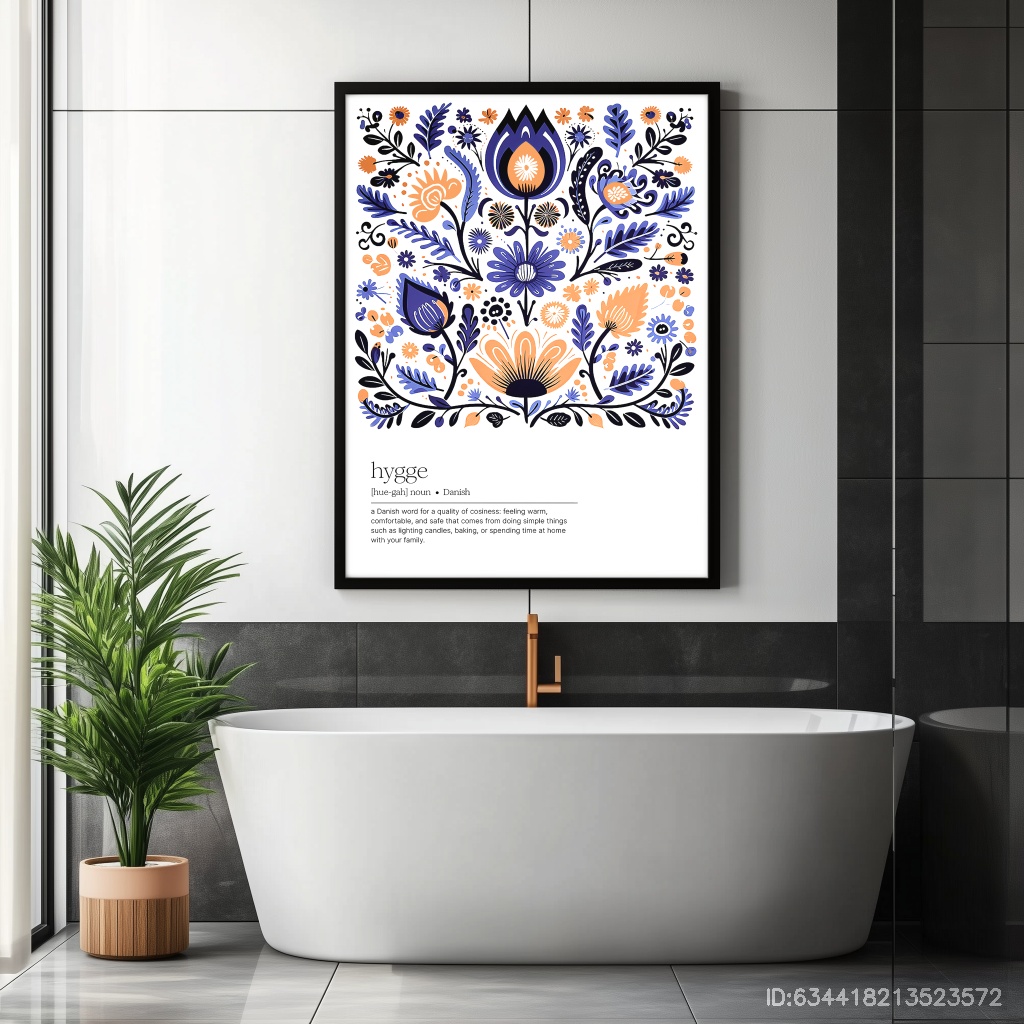 hygge
[hue-gah] noun • Danish
a Danish word for a quality of cosiness: feeling warm,
comfortable, and safe that comes from doing simple things
such as lighting candles, baking, or spending time at home
with your family.
ID:634418213523572